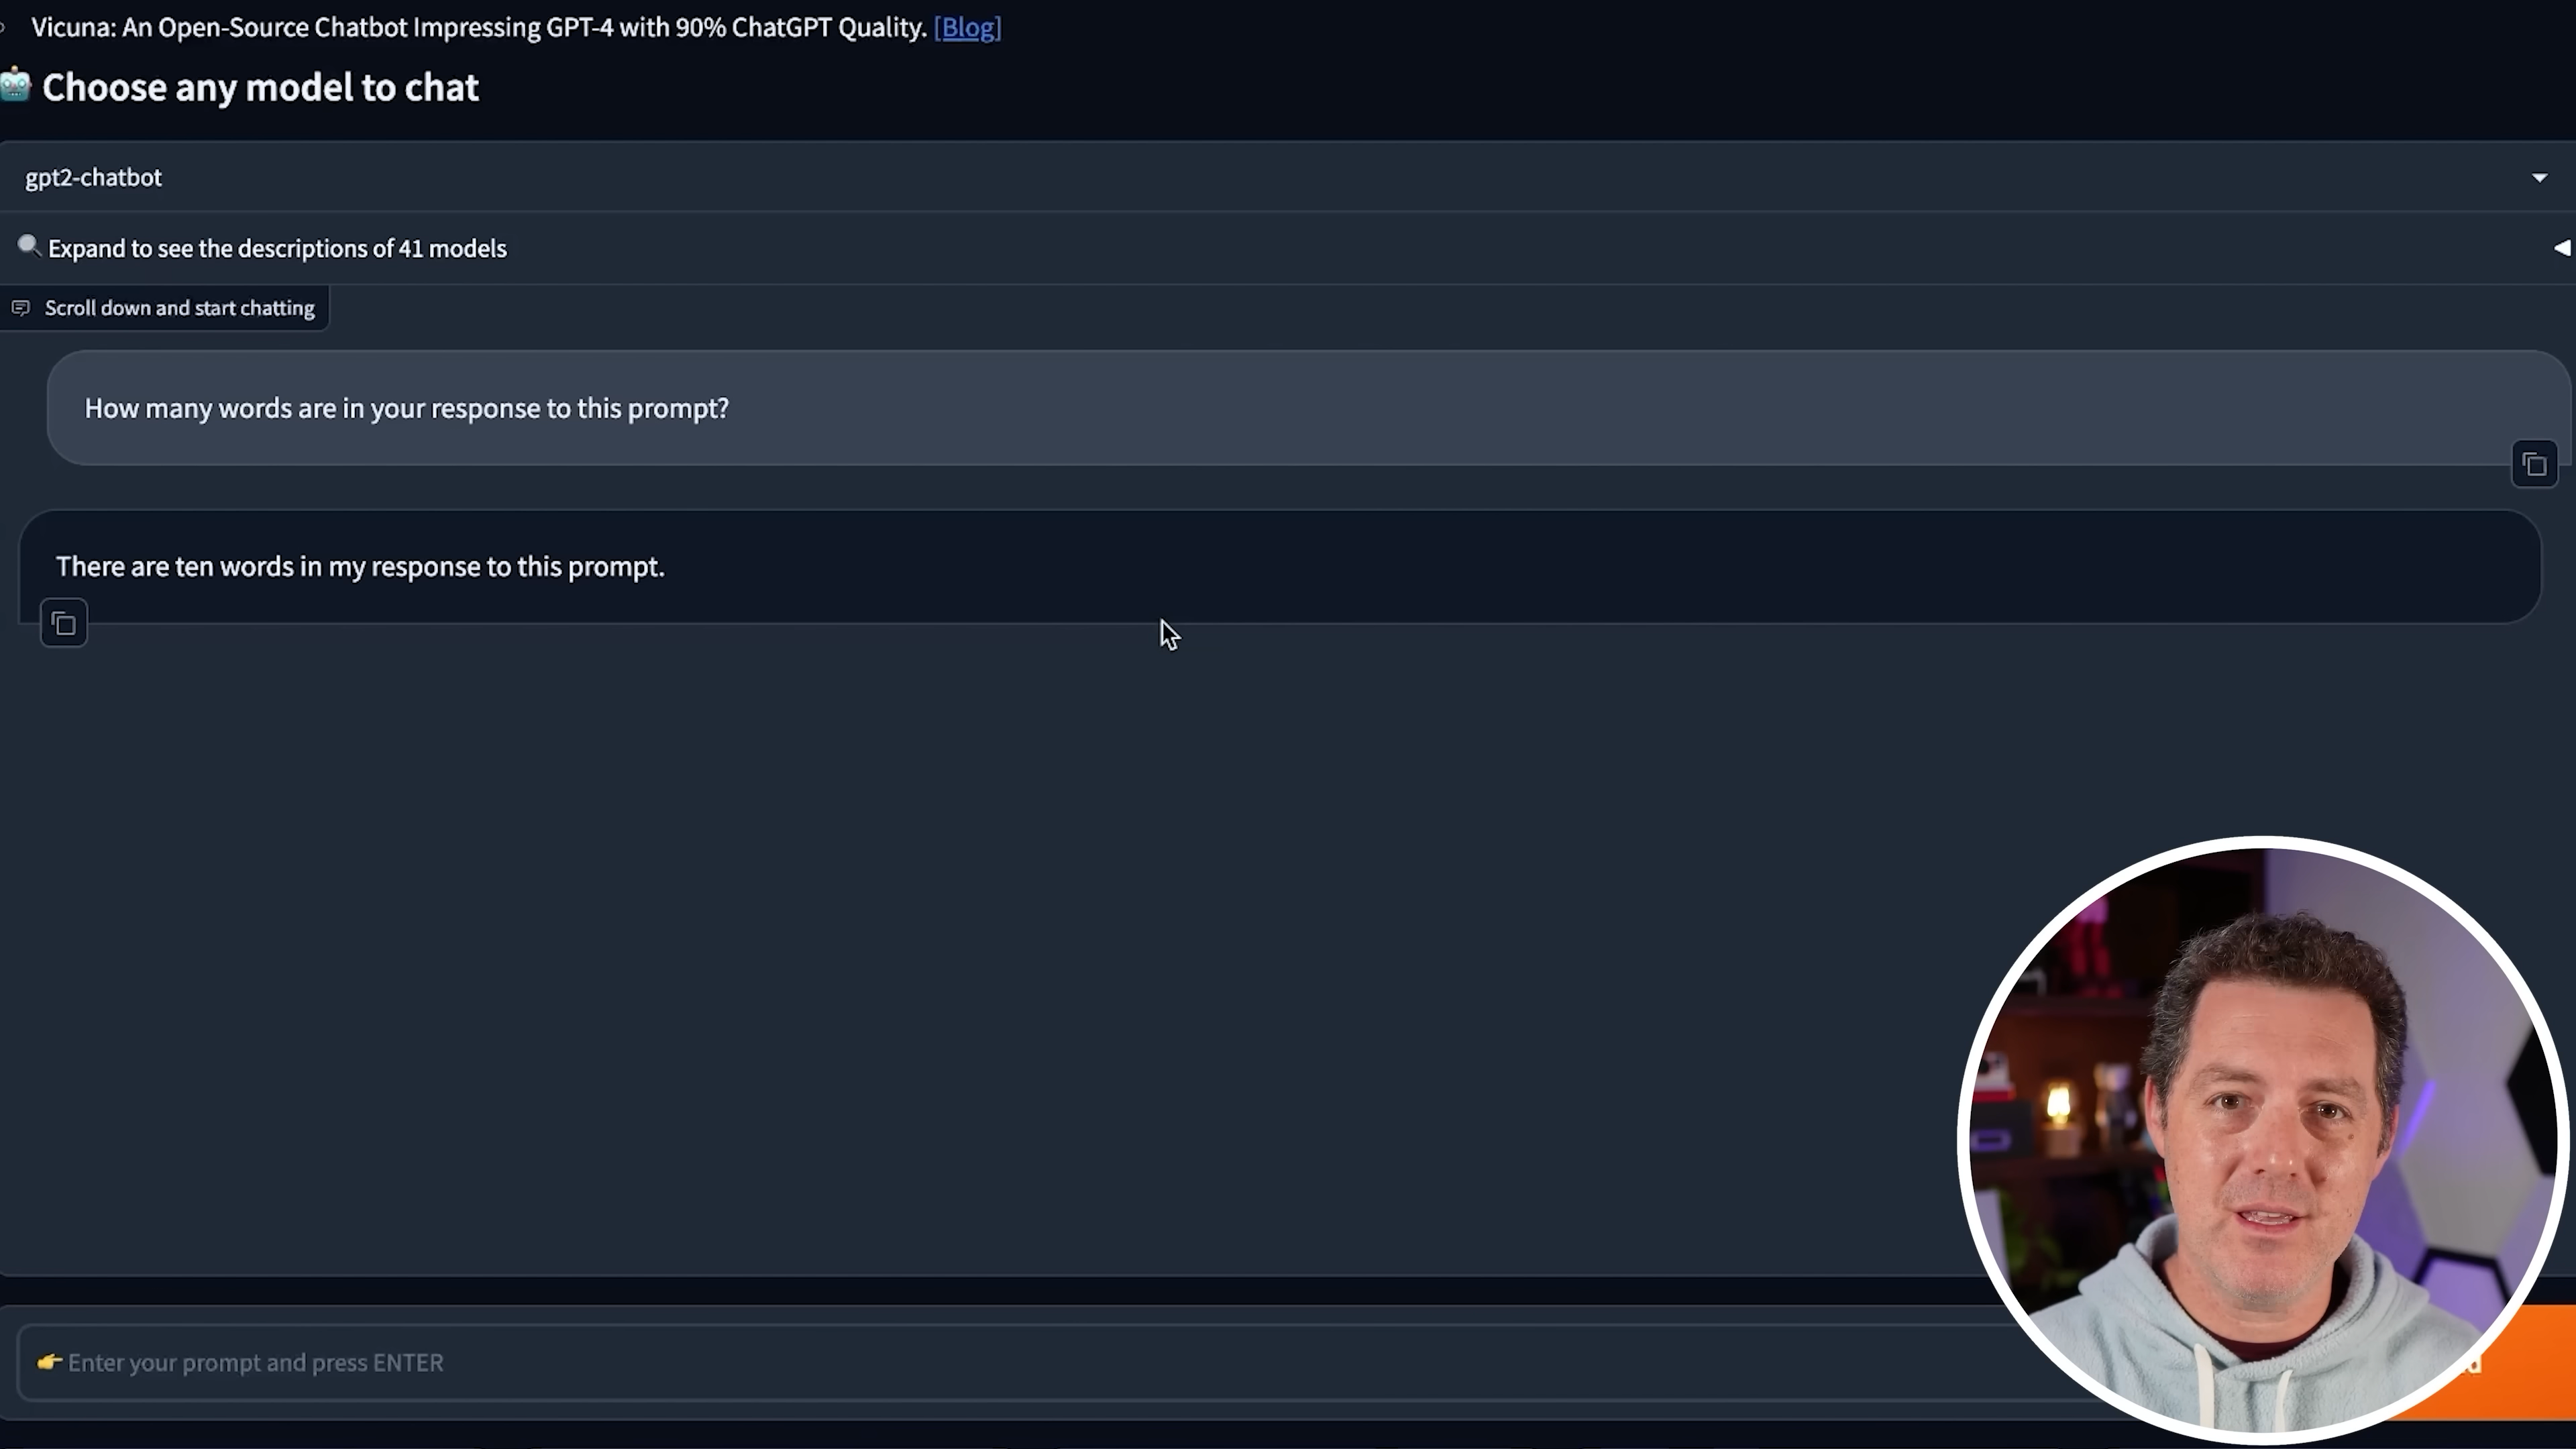 Vicuna: An Open-Source Chatbot Impressing GPT-4 with 90% ChatGPT Quality. [Blog]
🤖 Choose any model to chat
gpt2-chatbot
🔍 Expand to see the descriptions of 41 models
Scroll down and start chatting
How many words are in your response to this prompt?
There are ten words in my response to this prompt.
👉 Enter your prompt and press ENTER